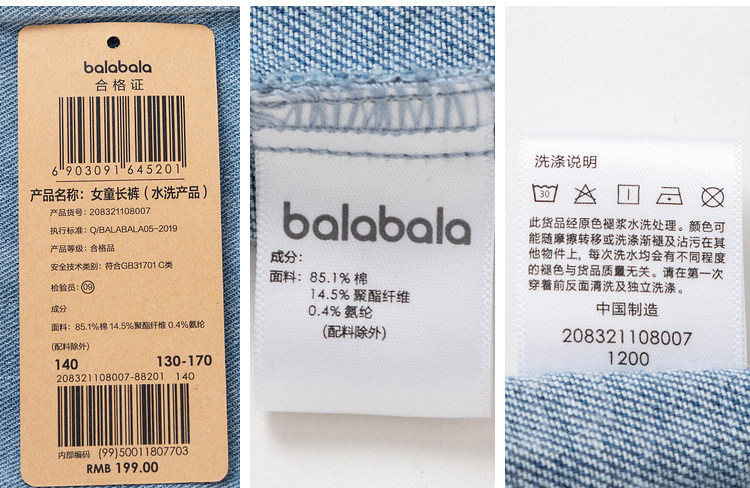 balabala
合格证
6 903091 645201
产品名称：女童长裤（水洗产品）
产品货号：208321108007
执行标准：Q/BALABALA05-2019
产品等级：合格品
安全技术类别：符合GB31701 C类
检验员：09
成分
面料：85.1%棉 14.5%聚酯纤维 0.4%氨纶
(配料除外)
140 130-170
208321108007-88201 140
内部编码 (99)50011807703
RMB 199.00
balabala
成分：
面料：85.1% 棉
14.5% 聚酯纤维
0.4% 氨纶
(配料除外)
洗涤说明
30
此货品经原色褪浆水洗处理。颜色可
能随摩擦转移或洗涤渐褪及沾污在其
他物件上，每次洗水均会有不同程度
的褪色与货品质量无关。请在第一次
穿着前反面清洗及独立洗涤。
中国制造
208321108007
1200